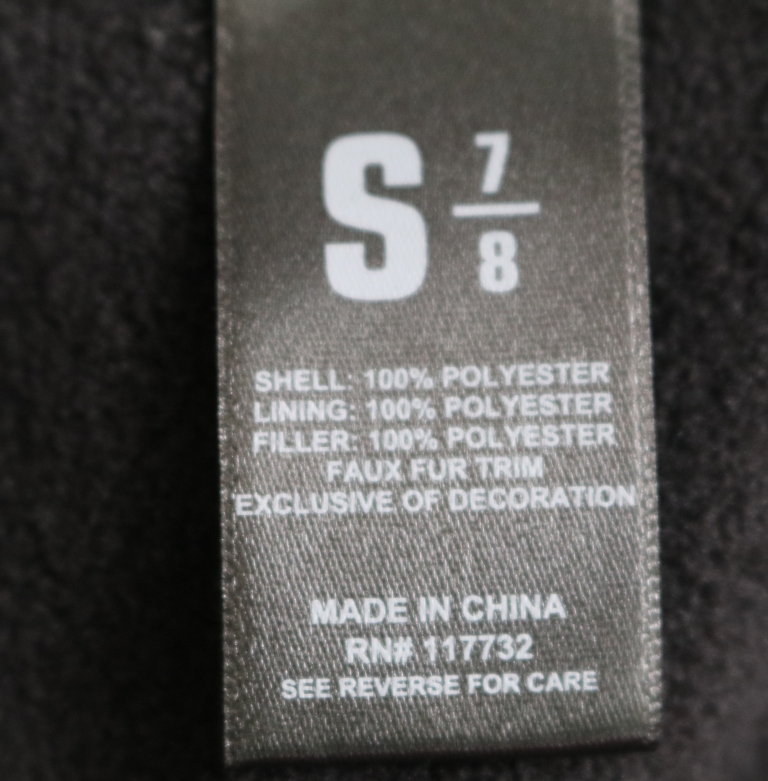 S 7/8
SHELL: 100% POLYESTER
LINING: 100% POLYESTER
FILLER: 100% POLYESTER
FAUX FUR TRIM
EXCLUSIVE OF DECORATION
MADE IN CHINA
RN# 117732
SEE REVERSE FOR CARE